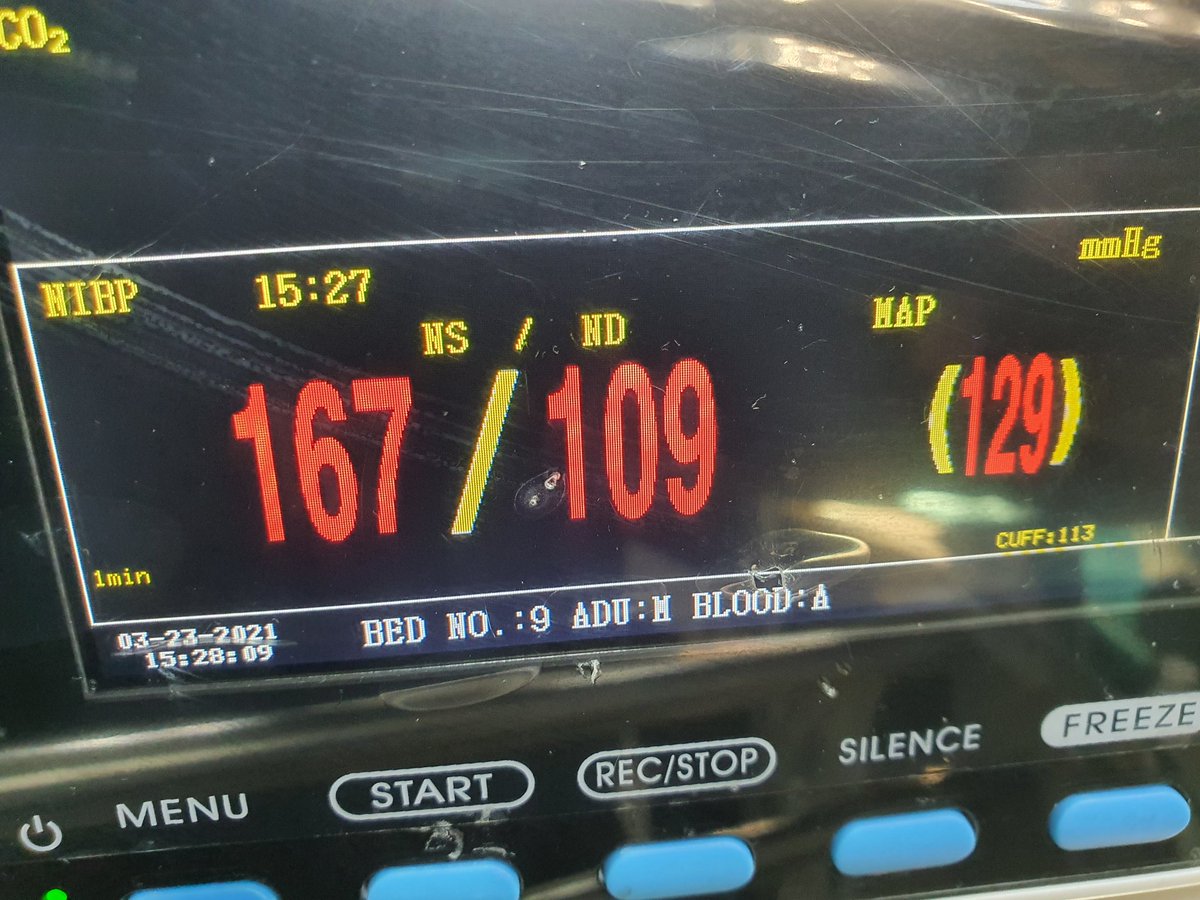 CO₂
mmHg
NIBP 15:27
NS / ND MAP
167/109 (129)
CUFF:113
1min
03-23-2021
15:28:09
BED NO.:9 ADU:M BLOOD:A
MENU START REC/STOP SILENCE FREEZE